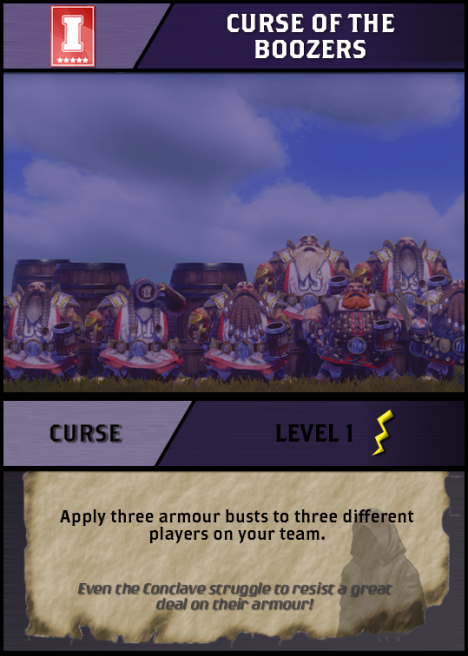 I
CURSE OF THE
BOOZERS
CURSE
LEVEL 1
Apply three armour busts to three different
players on your team.
Even the Conclave struggle to resist a great
deal on their armour!